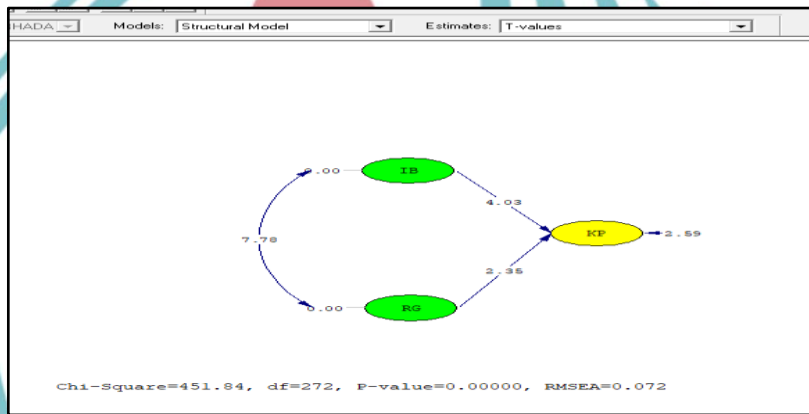 HADA Models: Structural Model Estimates: T-values
0.00 IB
4.03
7.78
KP 2.59
2.35
0.00 RG
Chi-Square=451.84, df=272, P-value=0.00000, RMSEA=0.072